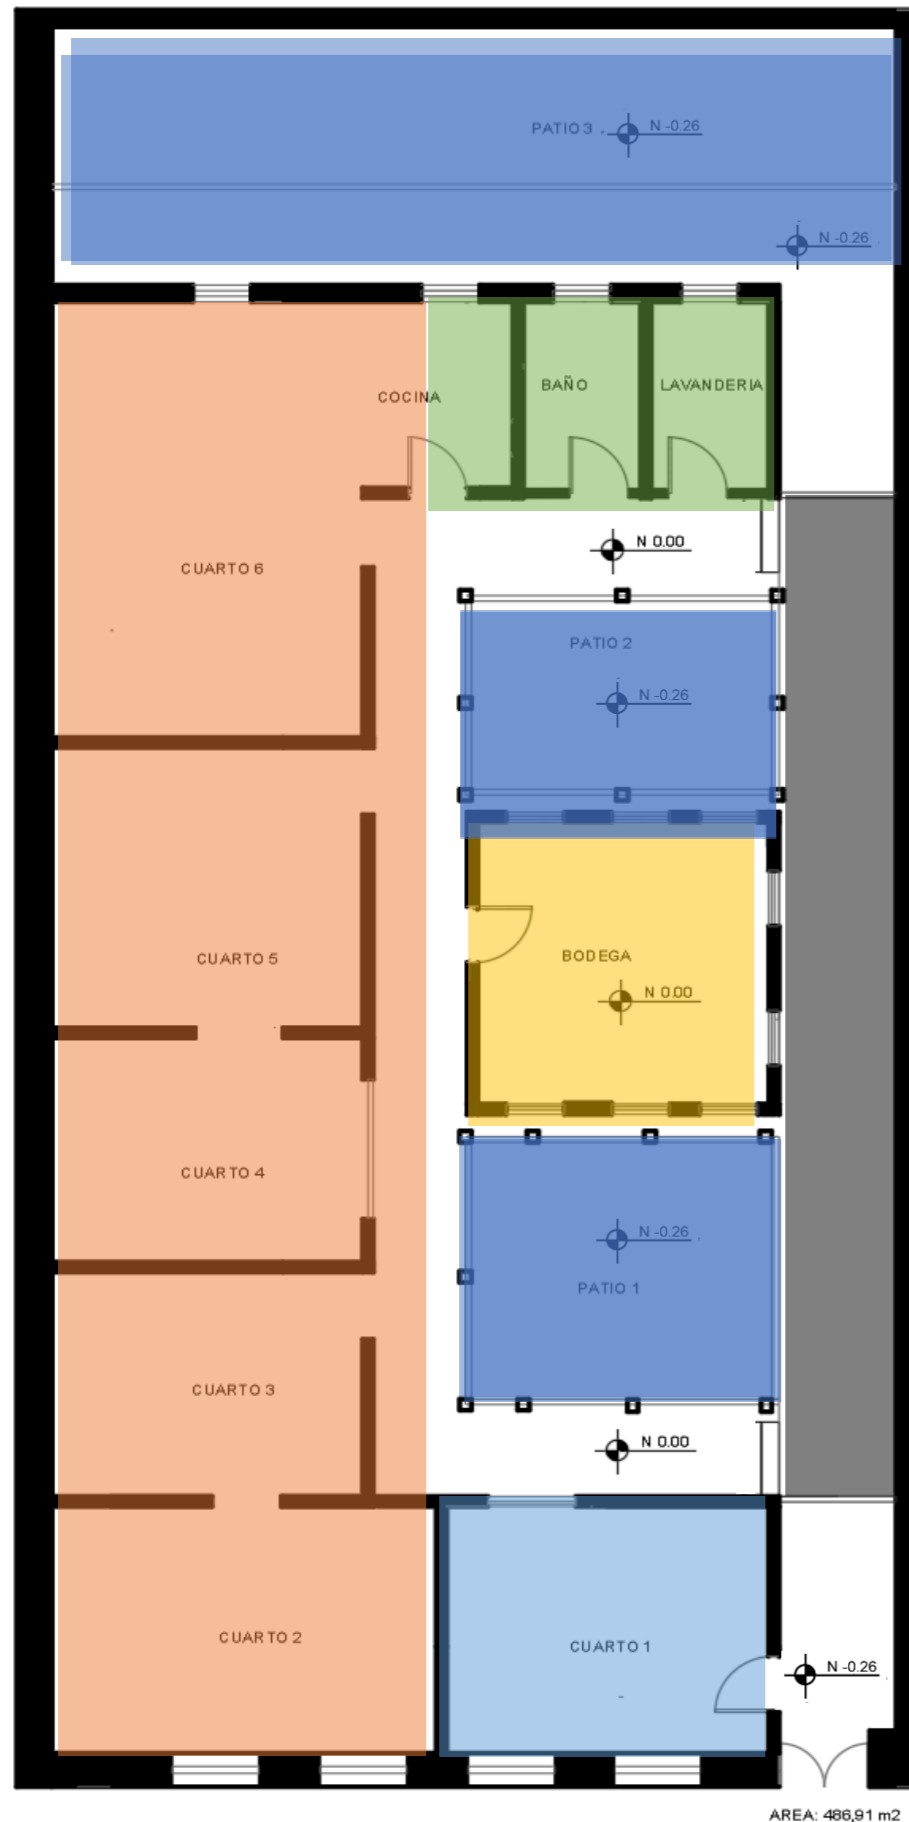 PATIO 3
N -0.26
N -0.26
COCINA
BAÑO
LAVANDERIA
N 0.00
CUARTO 6
PATIO 2
N -0.26
CUARTO 5
BODEGA
N 0.00
CUARTO 4
N -0.26
PATIO 1
CUARTO 3
N 0.00
CUARTO 2
CUARTO 1
N -0.26
AREA: 486,91 m2